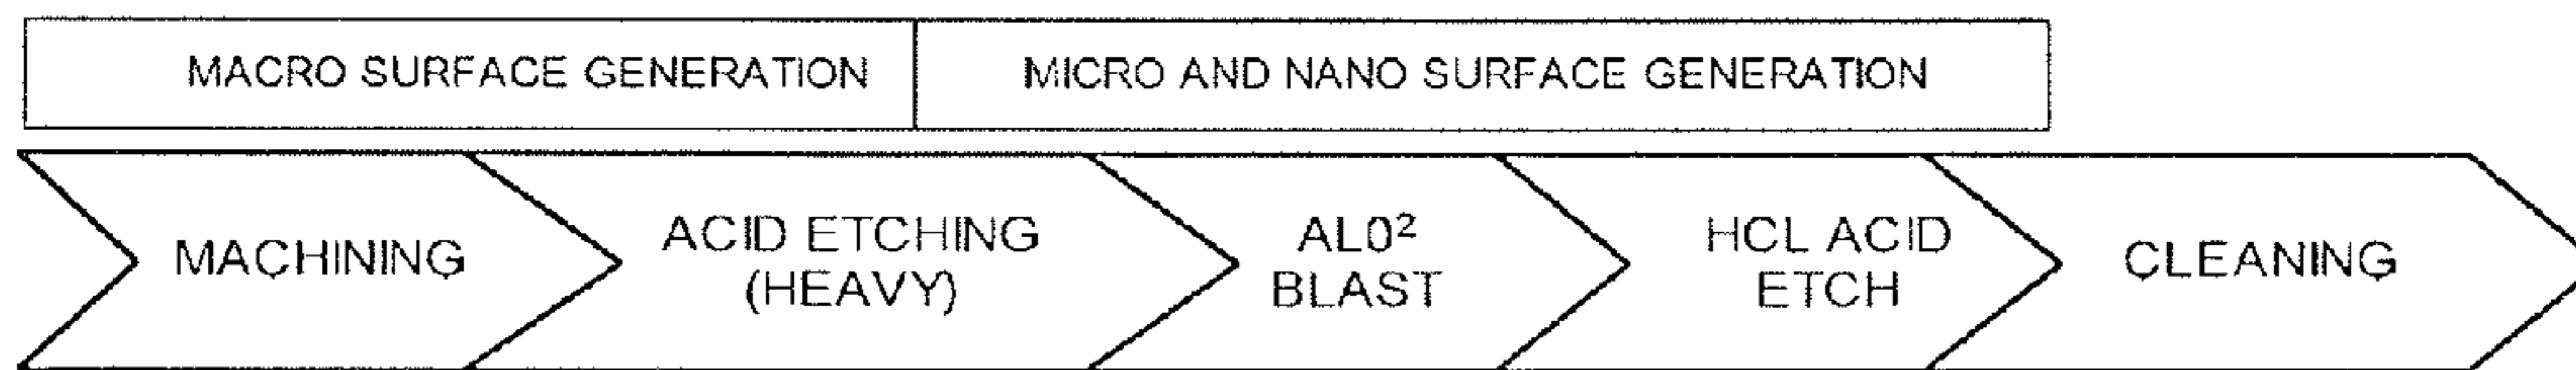 MACRO SURFACE GENERATION
MICRO AND NANO SURFACE GENERATION
MACHINING
ACID ETCHING
(HEAVY)
AL0²
BLAST
HCL ACID
ETCH
CLEANING